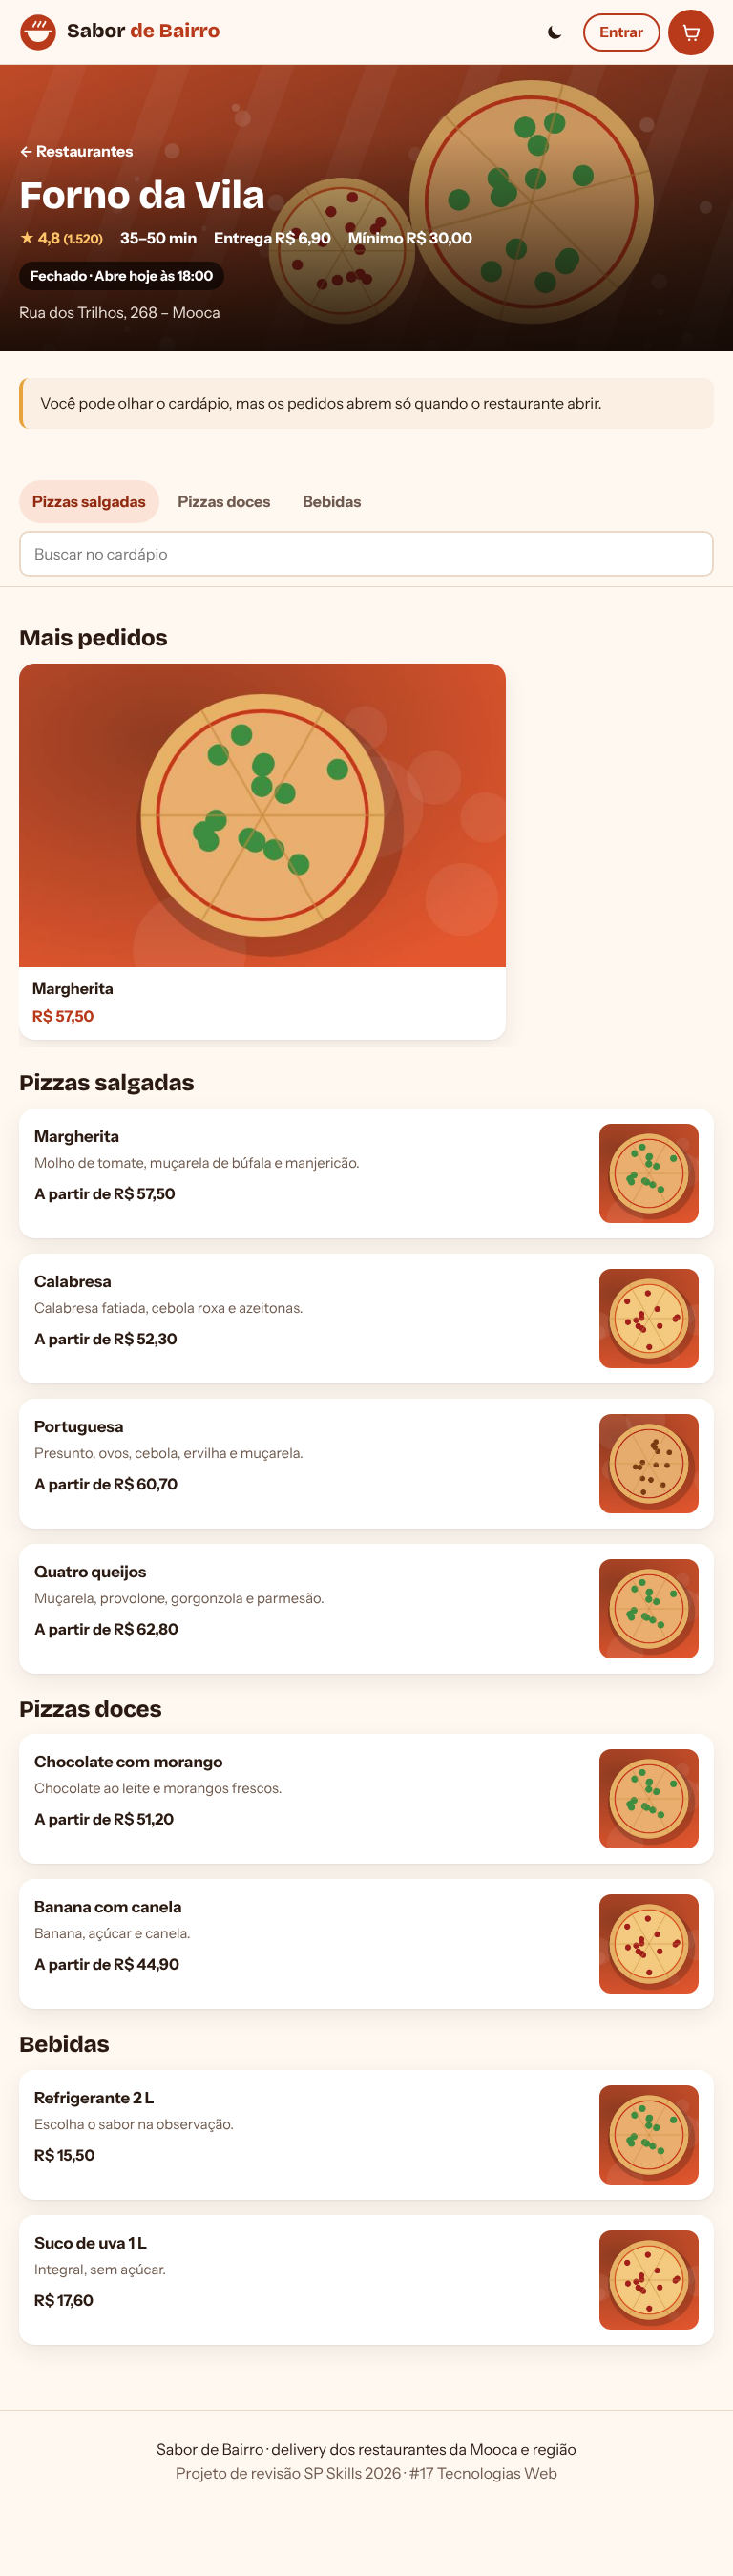 Sabor de Bairro
Entrar
← Restaurantes
Forno da Vila
★ 4,8 (1.520) 35–50 min Entrega R$ 6,90 Mínimo R$ 30,00
Fechado · Abre hoje às 18:00
Rua dos Trilhos, 268 – Mooca
Você pode olhar o cardápio, mas os pedidos abrem só quando o restaurante abrir.
Pizzas salgadas Pizzas doces Bebidas
Buscar no cardápio
Mais pedidos
Margherita
R$ 57,50
Pizzas salgadas
Margherita
Molho de tomate, muçarela de búfala e manjericão.
A partir de R$ 57,50
Calabresa
Calabresa fatiada, cebola roxa e azeitonas.
A partir de R$ 52,30
Portuguesa
Presunto, ovos, cebola, ervilha e muçarela.
A partir de R$ 60,70
Quatro queijos
Muçarela, provolone, gorgonzola e parmesão.
A partir de R$ 62,80
Pizzas doces
Chocolate com morango
Chocolate ao leite e morangos frescos.
A partir de R$ 51,20
Banana com canela
Banana, açúcar e canela.
A partir de R$ 44,90
Bebidas
Refrigerante 2 L
Escolha o sabor na observação.
R$ 15,50
Suco de uva 1 L
Integral, sem açúcar.
R$ 17,60
Sabor de Bairro · delivery dos restaurantes da Mooca e região
Projeto de revisão SP Skills 2026 · #17 Tecnologias Web